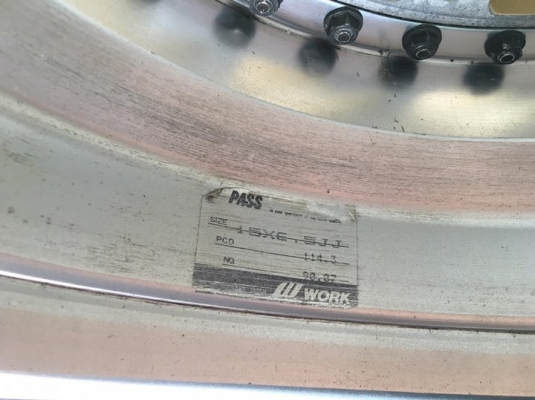 PASS
SIZE 15X6.5JJ
PCD 114.3
NO. 90.07
WORK